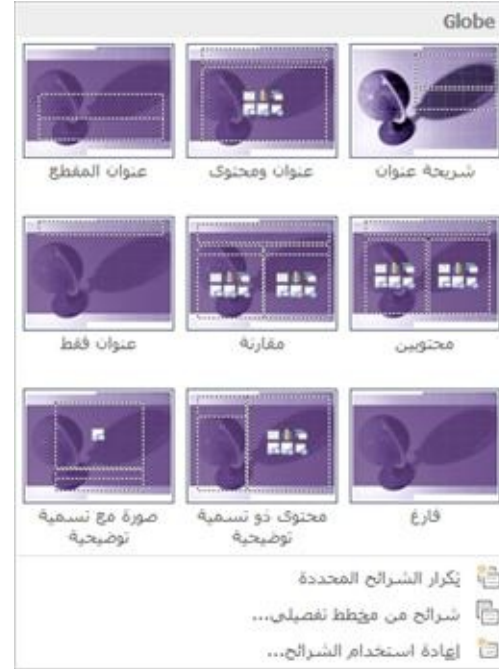 Globe
شريحة عنوان
عنوان ومحتوى
عنوان المقطع
محتويين
مقارنة
عنوان فقط
فارغ
محتوى ذو تسمية
توضيحية
صورة مع تسمية
توضيحية
تكرار الشرائح المحددة
شرائح من مخطط تفصيلي...
إعادة استخدام الشرائح...